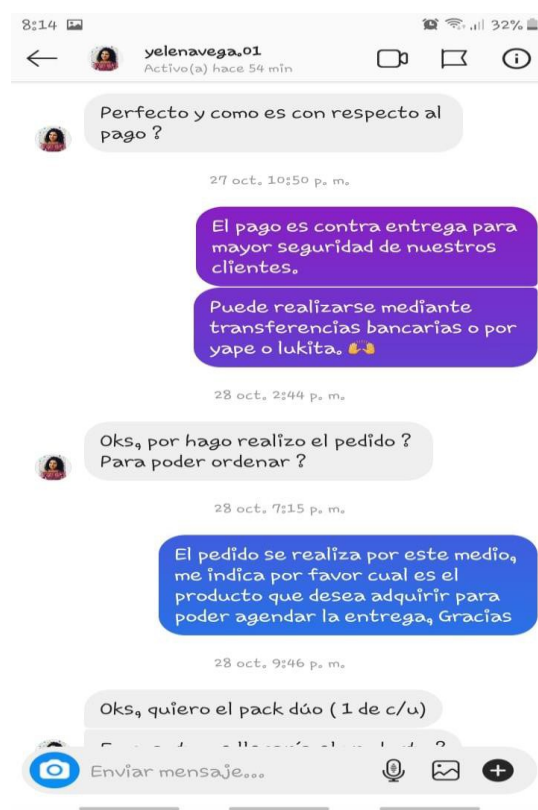 8:14 32%
yelenavega.01
Activo(a) hace 54 min
Perfecto y como es con respecto al
pago ?
27 oct. 10:50 p. m.
El pago es contra entrega para
mayor seguridad de nuestros
clientes.
Puede realizarse mediante
transferencias bancarias o por
yape o lukita. 🙌
28 oct. 2:44 p. m.
Oks, por hago realizo el pedido ?
Para poder ordenar ?
28 oct. 7:15 p. m.
El pedido se realiza por este medio,
me indica por favor cual es el
producto que desea adquirir para
poder agendar la entrega, Gracias
28 oct. 9:46 p. m.
Oks, quiero el pack dúo ( 1 de c/u)
Enviar mensaje...